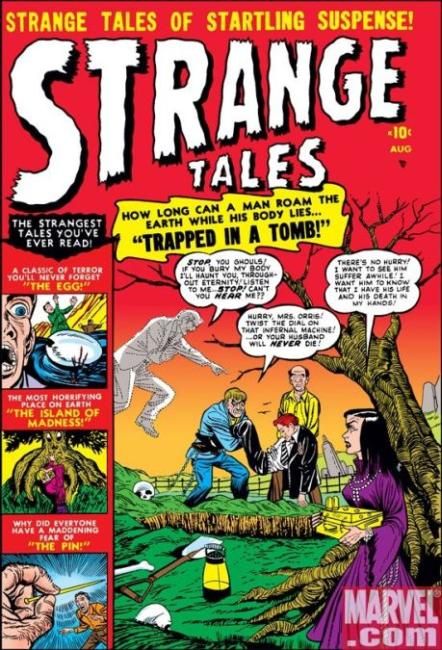 STRANGE TALES OF STARTLING SUSPENSE!
STRANGE
TALES
K 10¢
AUG
THE STRANGEST
TALES YOU'VE
EVER READ!
HOW LONG CAN A MAN ROAM THE
EARTH WHILE HIS BODY LIES...
"TRAPPED IN A TOMB!"
A CLASSIC OF TERROR
YOU'LL NEVER FORGET
"THE EGG!"
THE MOST HORRIFYING
PLACE ON EARTH
"THE ISLAND OF
MADNESS!"
WHY DID EVERYONE
HAVE A MADDENING
FEAR OF
"THE PIN!"
STOP, YOU GHOULS!
IF YOU BURY MY BODY
I'LL HAUNT YOU, THROUGH-
OUT ETERNITY! LISTEN
TO ME...STOP! CAN'T
YOU HEAR ME??
HURRY, MRS. ORRIS!
TWIST THE DIAL ON
THAT INFERNAL MACHINE!
...OR YOUR HUSBAND
WILL NEVER DIE!
THERE'S NO HURRY!
I WANT TO SEE HIM
SUFFER AWHILE! I
WANT HIM TO KNOW
THAT I HAVE HIS LIFE
AND HIS DEATH IN
MY HANDS!
MARVEL
.com